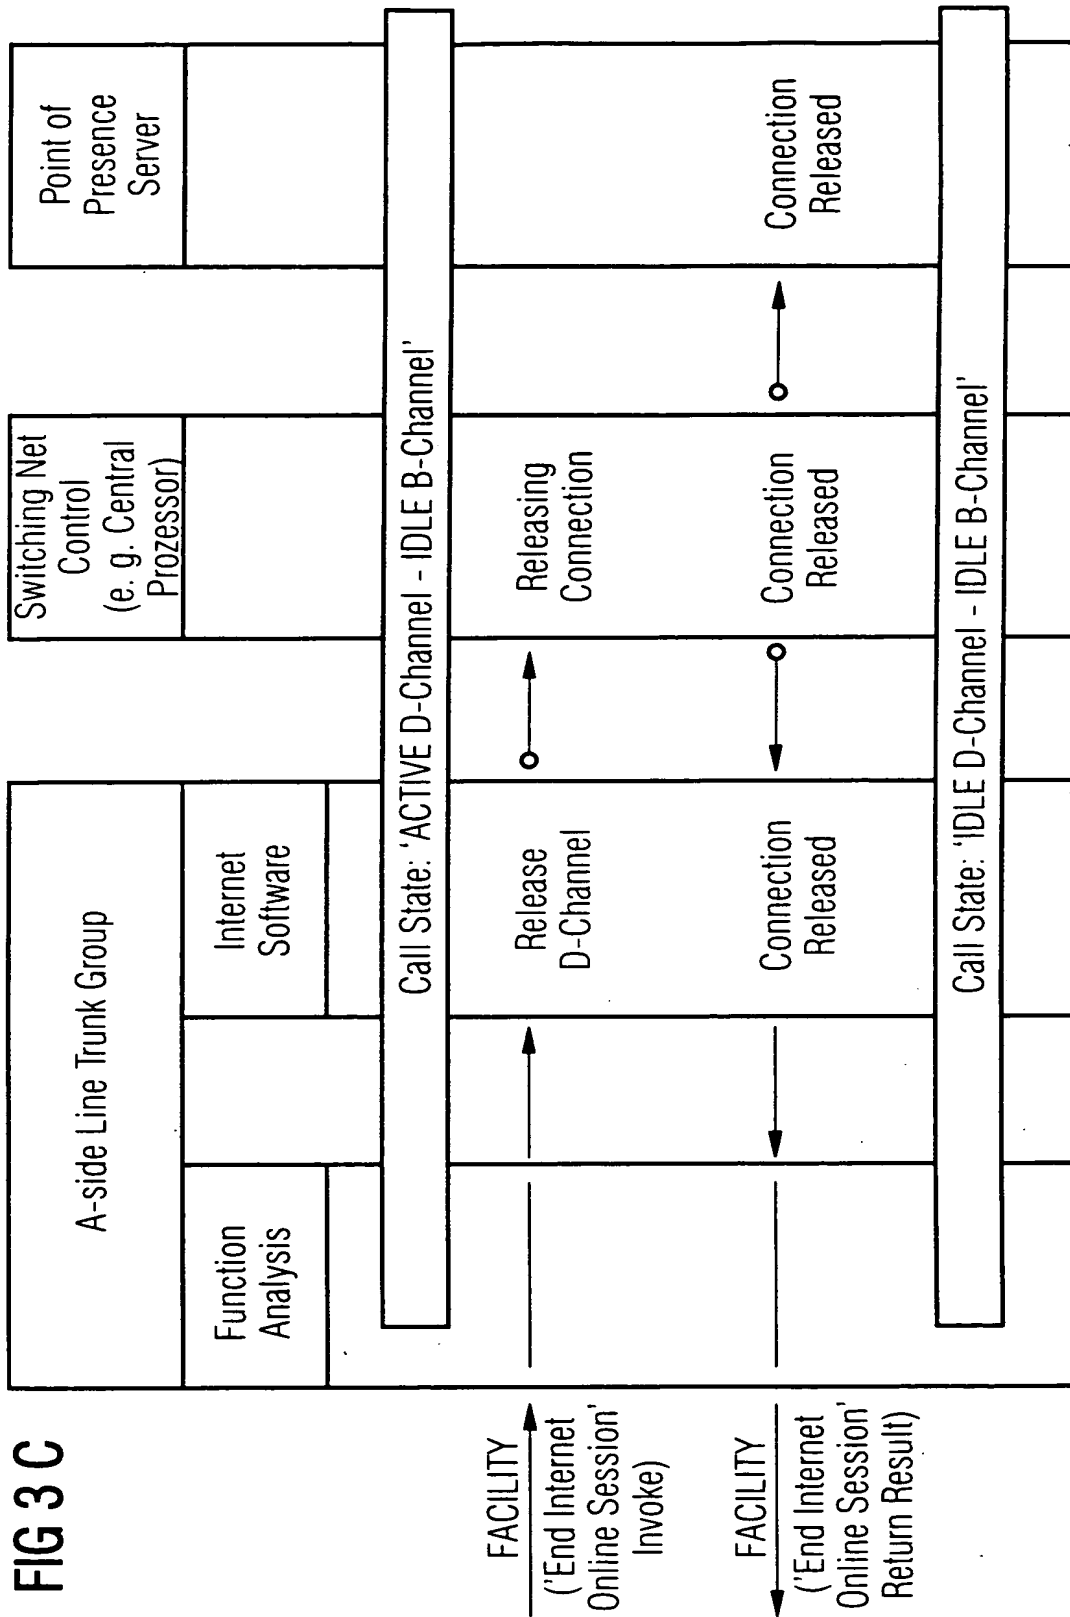 FIG 3 C
A-side Line Trunk Group
Switching Net
Control
(e. g. Central
Prozessor)
Point of
Presence
Server
Function
Analysis
Internet
Software
Call State: 'ACTIVE D-Channel - IDLE B-Channel'
FACILITY
('End Internet
Online Session'
Invoke)
Release
D-Channel
Releasing
Connection
FACILITY
('End Internet
Online Session'
Return Result)
Connection
Released
Connection
Released
Connection
Released
Call State: 'IDLE D-Channel - IDLE B-Channel'